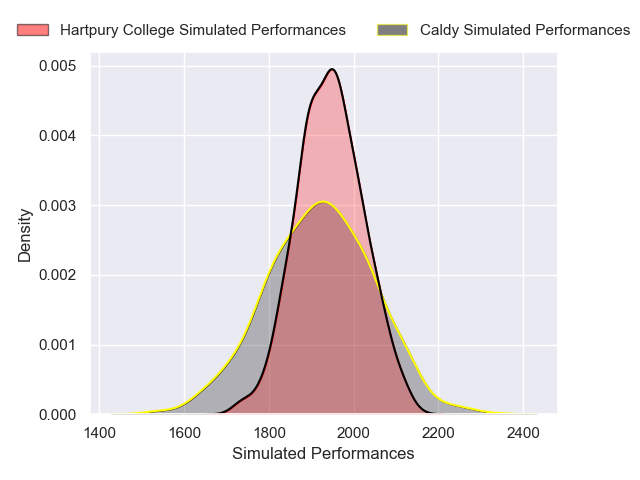 Hartpury College Simulated Performances
Caldy Simulated Performances
0.005
0.004
0.003
0.002
0.001
0.000
Density
1400 1600 1800 2000 2200 2400
Simulated Performances